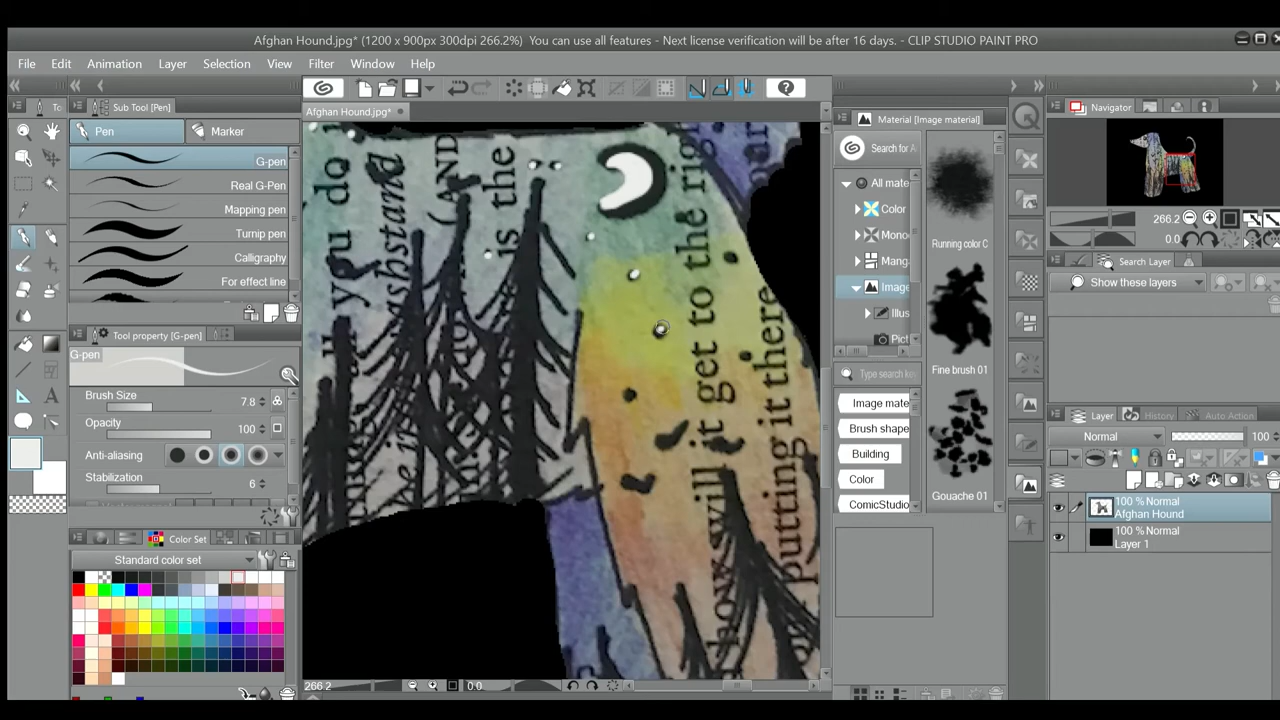 Afghan Hound.jpg* (1200 x 900px 300dpi 266.2%) You can use all features - Next license verification will be after 16 days. - CLIP STUDIO PAINT PRO
File Edit Animation Layer Selection View Filter Window Help
Sub Tool [Pen]
Pen Marker
G-pen
Real G-Pen
Mapping pen
Turnip pen
Calligraphy
For effect line
Tool property [G-pen]
G-pen
Brush Size 7.8
Opacity 100
Anti-aliasing
Stabilization 6
Color Set
Standard color set
Afghan Hound.jpg*
you do
(AND
is the
get to the
will it
putting it there
266.2 0.0
Material [Image material]
Search for
All mate
Color
Mono
Manga
Image
Illus
Pict
Type search
Image mate
Brush shape
Building
Color
ComicStudio
Running color C
Fine brush 01
Gouache 01
Navigator
266.2
0.0
Search Layer
Show these layers
Layer History Auto Action
Normal 100
100 % Normal
Afghan Hound
100 % Normal
Layer 1